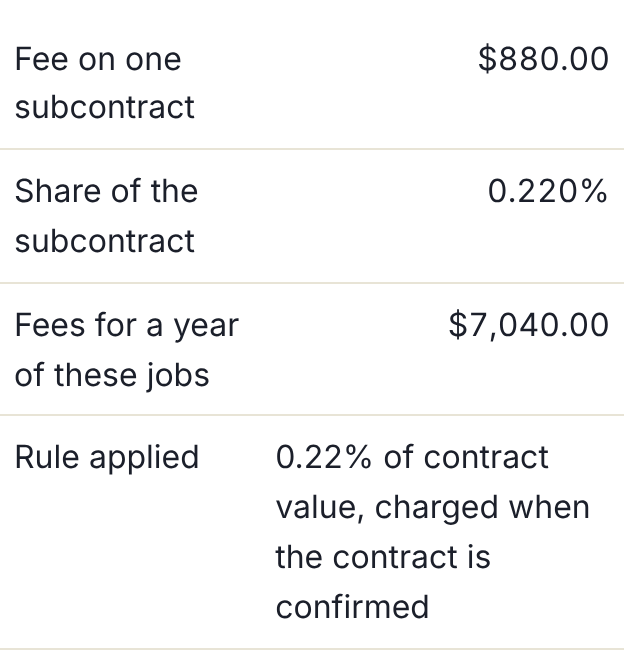 Fee on one $880.00
subcontract
Share of the 0.220%
subcontract
Fees for a year $7,040.00
of these jobs
Rule applied 0.22% of contract
value, charged when
the contract is
confirmed